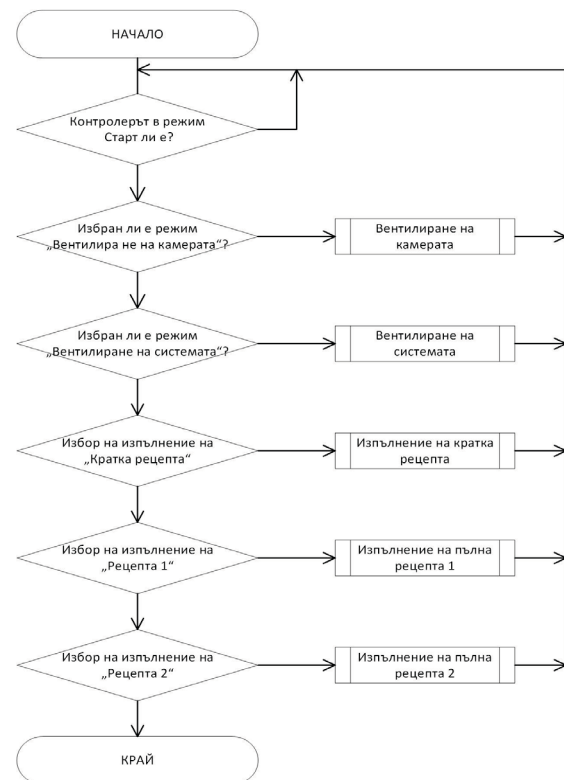 НАЧАЛО
Контролерът в режим
Старт ли е?
Избран ли е режим
„Вентилира не на камерата“?
Вентилиране на
камерата
Избран ли е режим
„Вентилиране на системата“?
Вентилиране на
системата
Избор на изпълнение на
„Кратка рецепта“
Изпълнение на кратка
рецепта
Избор на изпълнение на
„Рецепта 1“
Изпълнение на пълна
рецепта 1
Избор на изпълнение на
„Рецепта 2“
Изпълнение на пълна
рецепта 2
КРАЙ